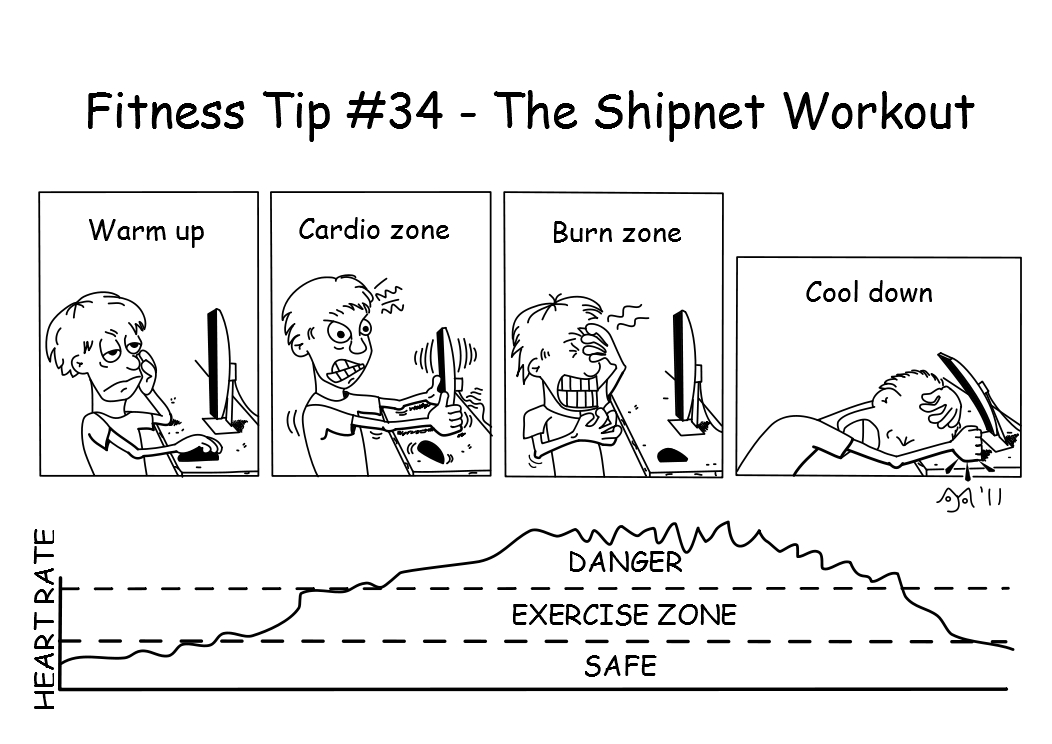 Fitness Tip #34 - The Shipnet Workout
Warm up
Cardio zone
Burn zone
Cool down
'11
HEART RATE
DANGER
EXERCISE ZONE
SAFE